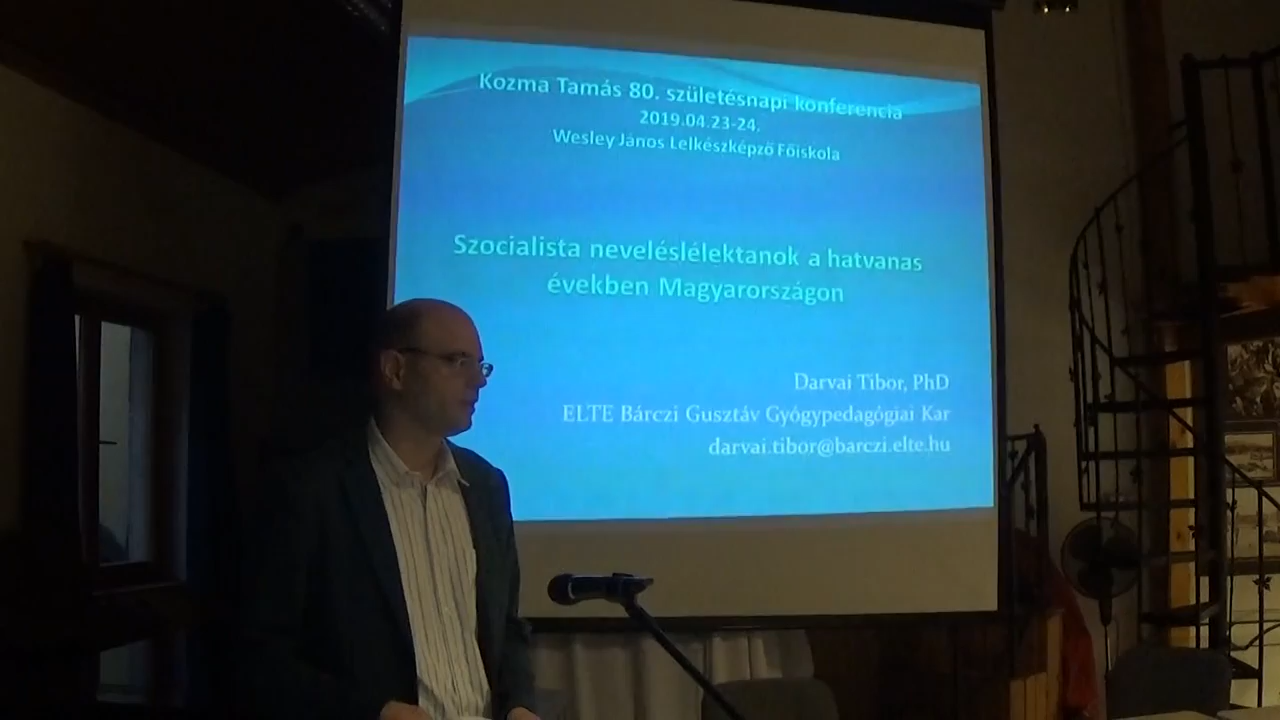 Kozma Tamás 80. születésnapi konferencia
2019.04.23-24.
Wesley János Lelkészképző Főiskola
Szocialista neveléslélektanok a hatvanas
években Magyarországon
Darvai Tibor, PhD
ELTE Bárczi Gusztáv Gyógypedagógiai Kar
darvai.tibor@barczi.elte.hu